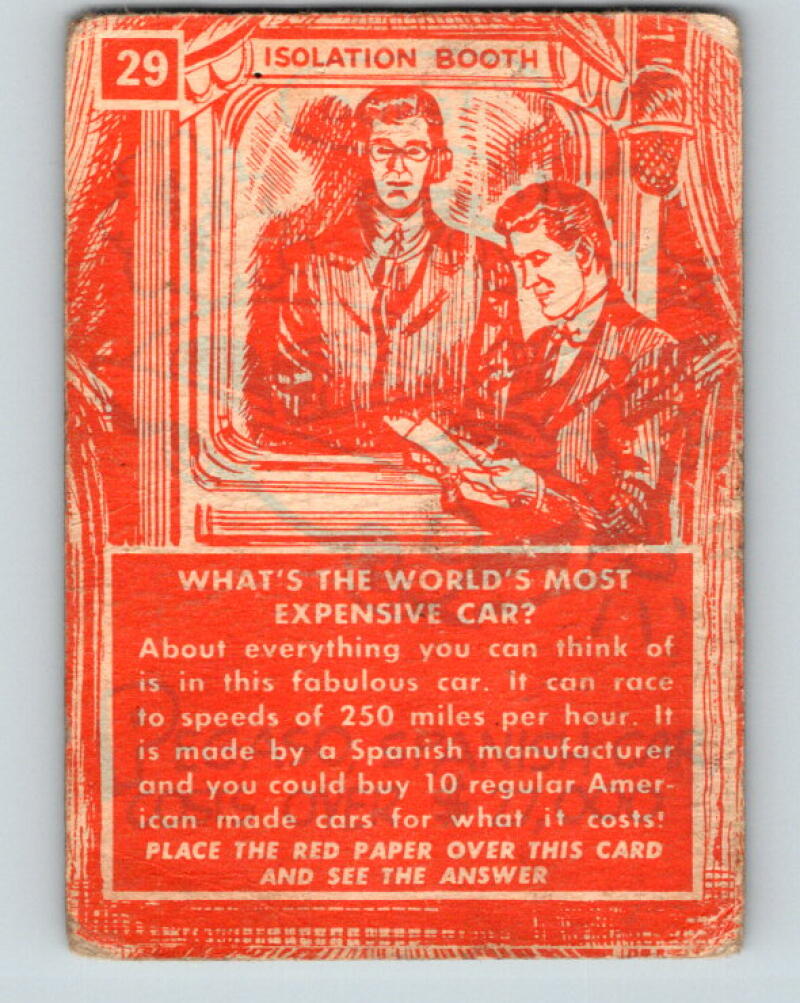 29
ISOLATION BOOTH
WHAT'S THE WORLD'S MOST
EXPENSIVE CAR?
About everything you can think of
is in this fabulous car. It can race
to speeds of 250 miles per hour. It
is made by a Spanish manufacturer
and you could buy 10 regular Amer-
ican made cars for what it costs!
PLACE THE RED PAPER OVER THIS CARD
AND SEE THE ANSWER